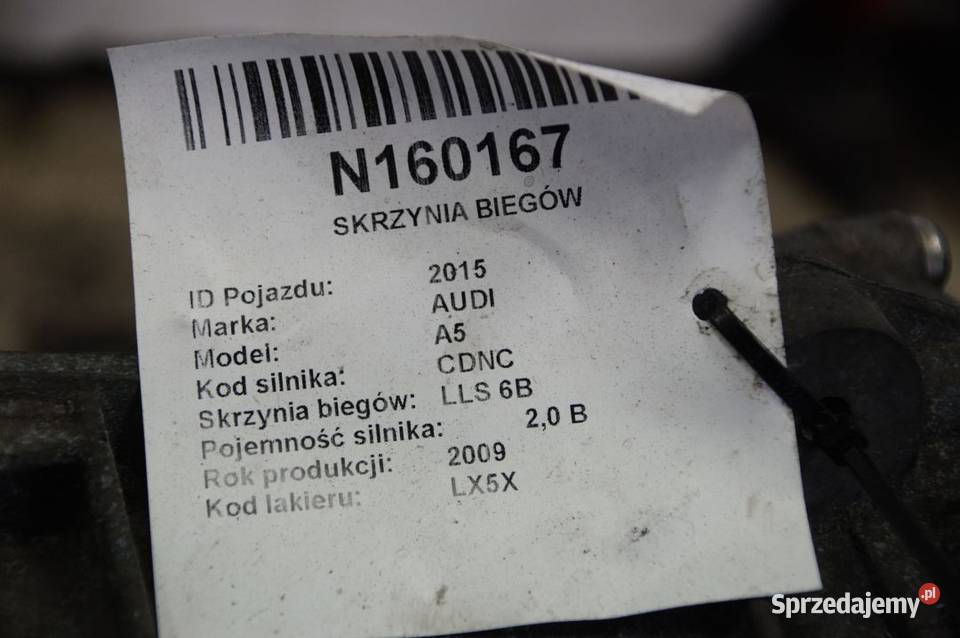 N160167
SKRZYNIA BIEGÓW
ID Pojazdu: 2015
Marka: AUDI
Model: A5
Kod silnika: CDNC
Skrzynia biegów: LLS 6B
Pojemność silnika: 2,0 B
Rok produkcji: 2009
Kod lakieru: LX5X
Sprzedajemy.pl